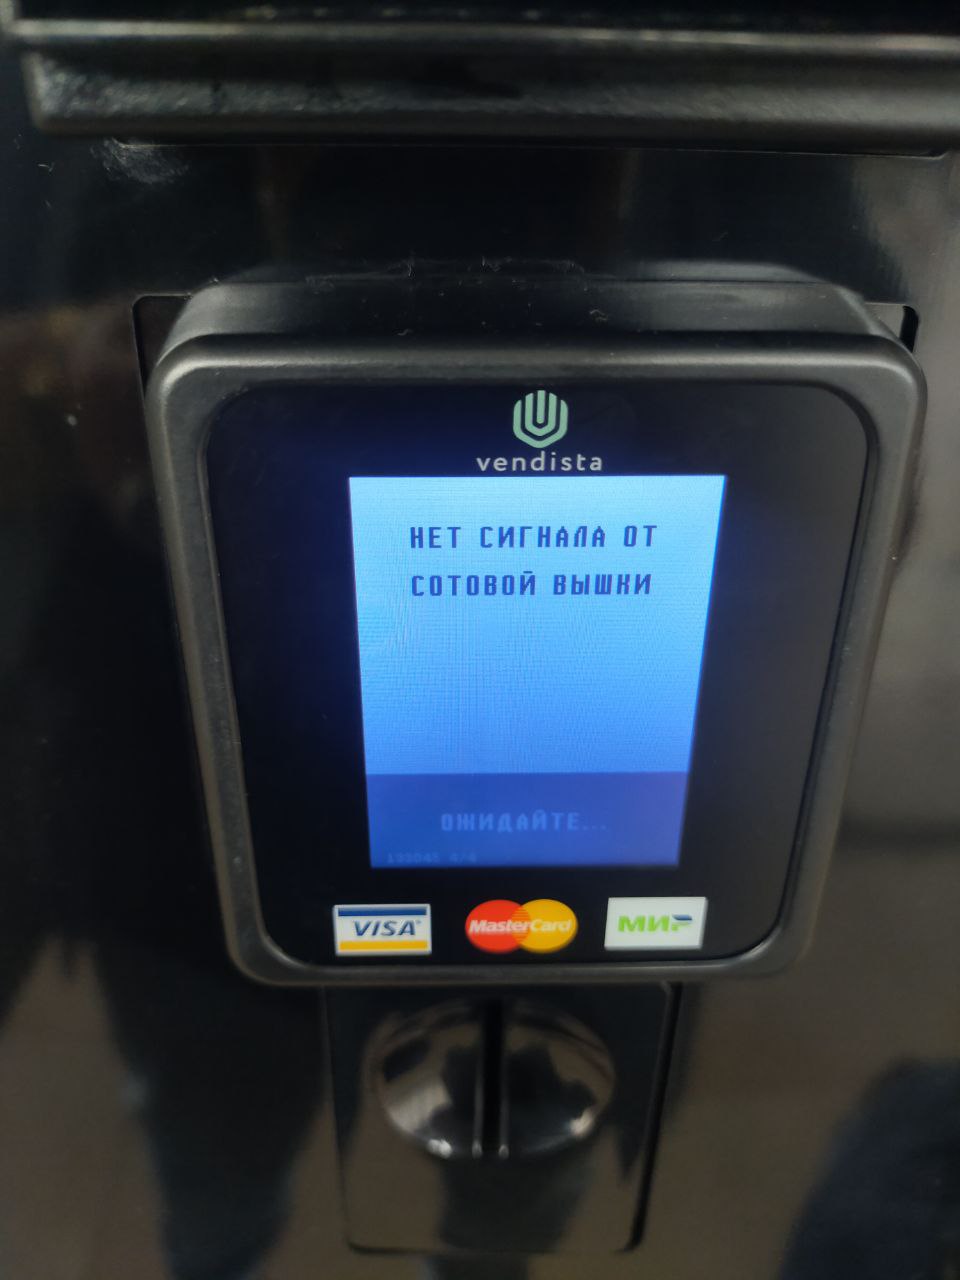 vendista
НЕТ СИГНАЛА ОТ
СОТОВОЙ ВЫШКИ
ОЖИДАЙТЕ...
VISA
MasterCard
МИР